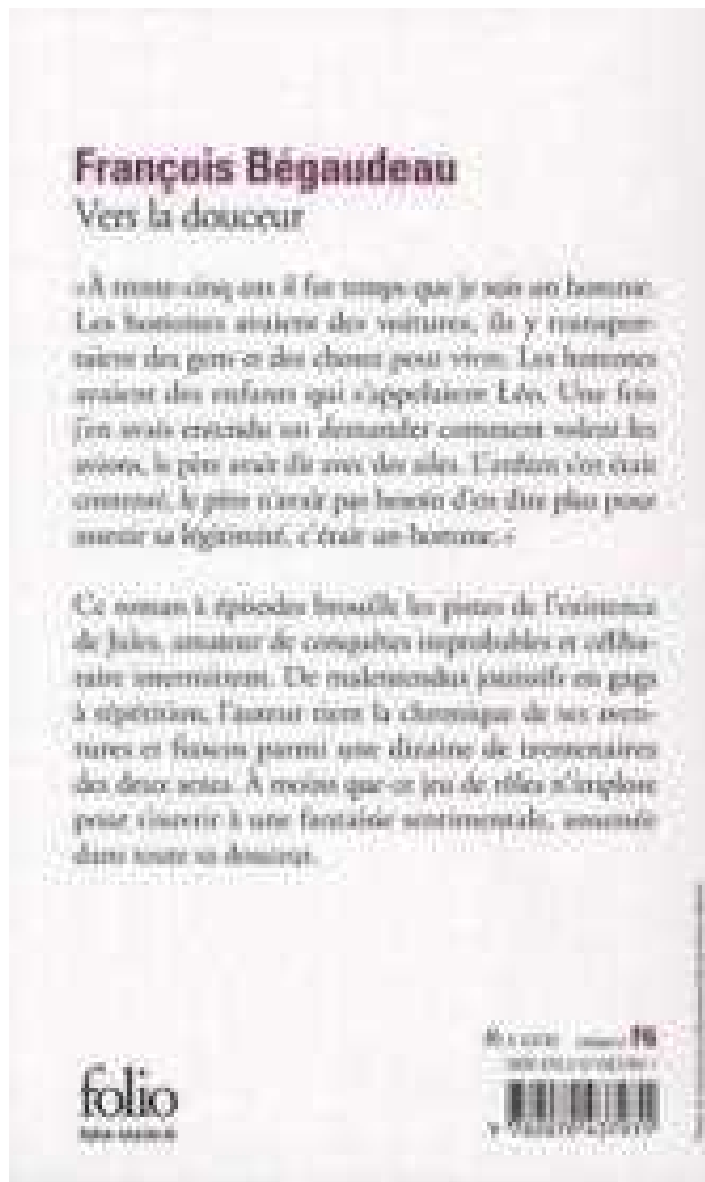 François Bégaudeau
Vers la douceur
« À trente-cinq ans il fut temps que je sois un homme.
Les hommes avaient des voitures, ils y transpor-
taient des gens et des choses pour vivre. Les hommes
avaient des enfants qui s'appelaient Léo. Une fois
j'en avais entendu un demander comment volent les
avions, le père avait dit avec des ailes. L'enfant s'en était
contenté, le père n'avait pas besoin d'en dire plus pour
asseoir sa légitimité, c'était un homme. »
Ce roman à épisodes brouille les pistes de l'existence
de Jules, amateur de conquêtes improbables et céliba-
taire intermittent. De malentendus jouissifs en gags
à répétition, l'auteur tient la chronique de ses aven-
tures et fiascos parmi une dizaine de trentenaires
des deux sexes. À moins que ce jeu de rôles n'implose
pour s'ouvrir à une fantaisie sentimentale, assumée
dans toute sa douceur.
folio
F6